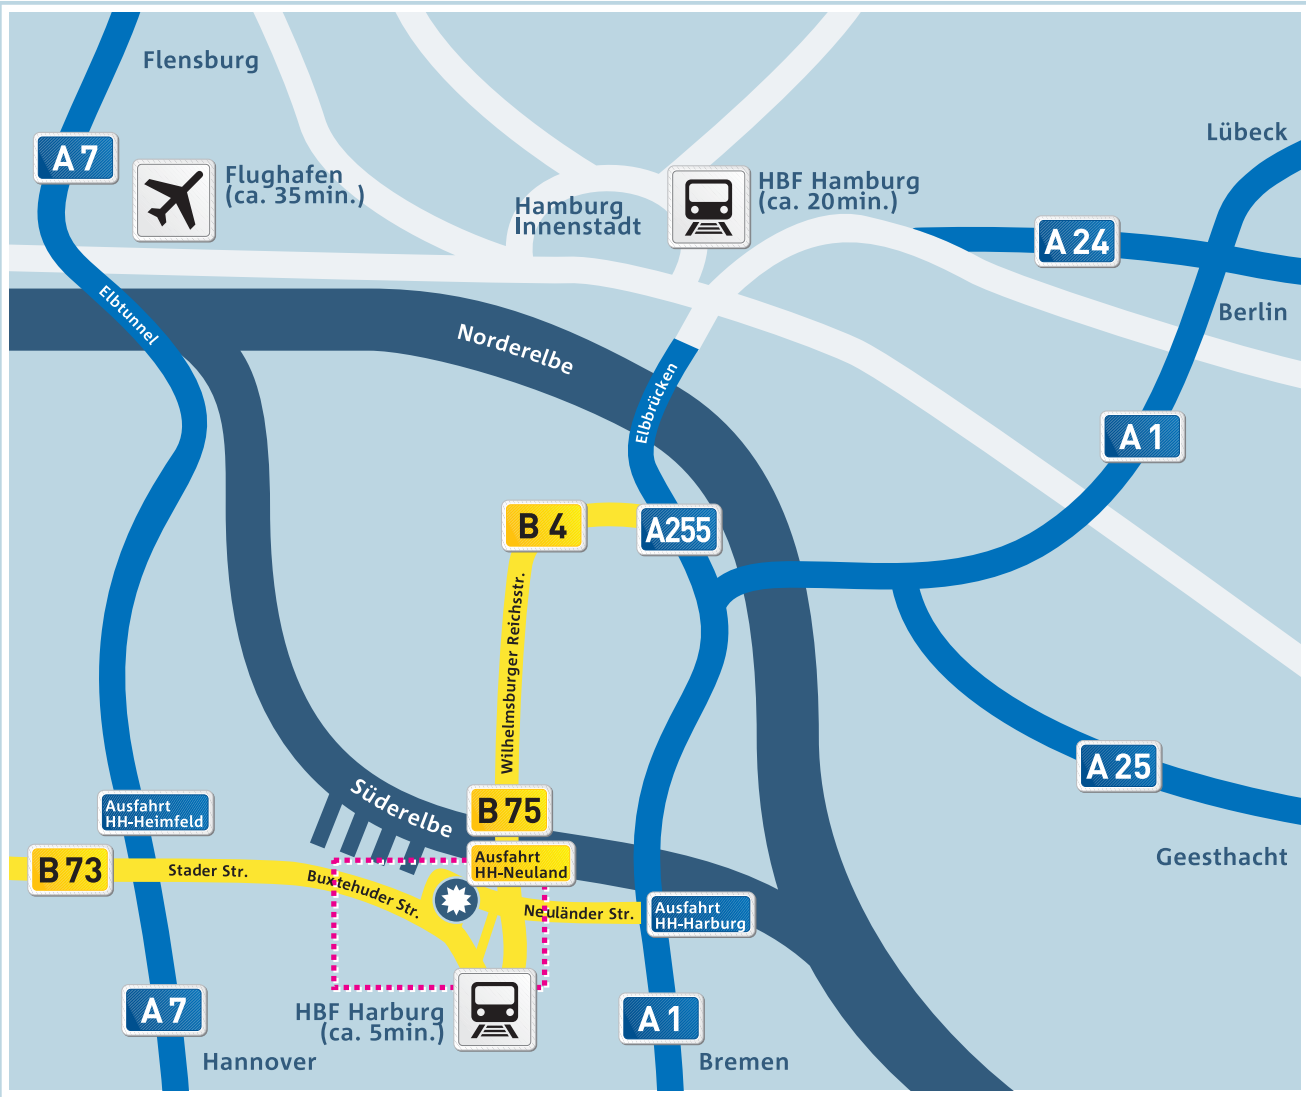 Flensburg
Lübeck
A 7
Flughafen
(ca. 35min.)
HBF Hamburg
(ca. 20min.)
Hamburg
Innenstadt
A 24
Elbtunnel
Berlin
Norderelbe
Elbbrücken
A 1
B 4
A255
Wilhelmsburger Reichsstr.
A 25
Süderelbe
B 75
Ausfahrt
HH-Heimfeld
Ausfahrt
HH-Neuland
Geesthacht
B 73
Stader Str.
Buxtehuder Str.
Neuländer Str.
Ausfahrt
HH-Harburg
A 7
HBF Harburg
(ca. 5min.)
A 1
Hannover
Bremen